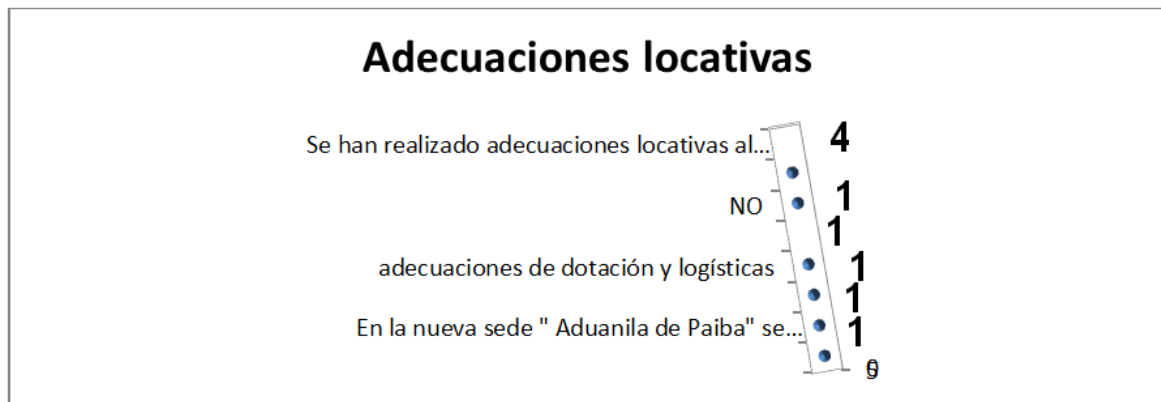 Adecuaciones locativas
Se han realizado adecuaciones locativas al... 4
NO 1
1
adecuaciones de dotación y logísticas 1
1
En la nueva sede " Aduanila de Paiba" se... 1